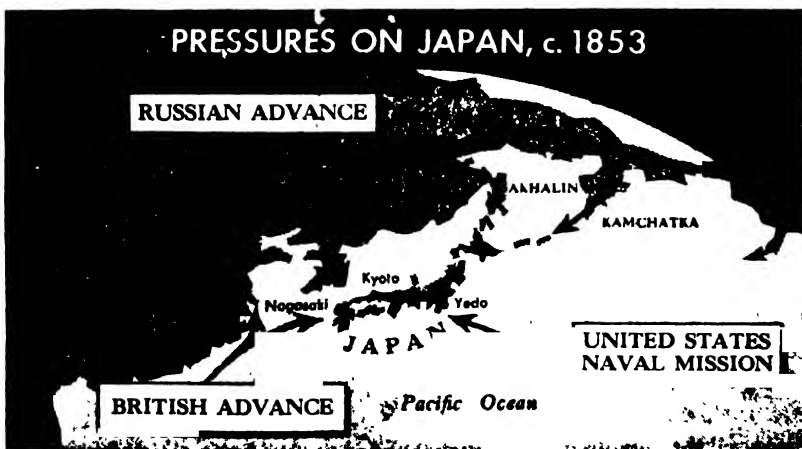 PRESSURES ON JAPAN, c. 1853
RUSSIAN ADVANCE
AKHALIN
KAMCHATKA
Kyoto
Nagasaki
Yedo
JAPAN
UNITED STATES
NAVAL MISSION
BRITISH ADVANCE
Pacific Ocean